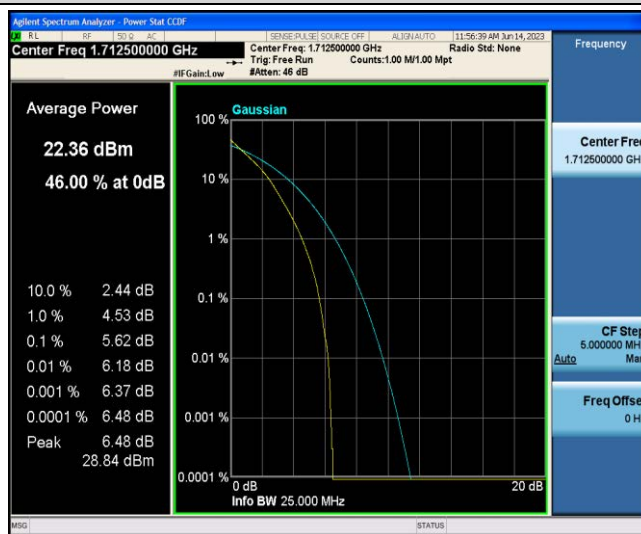 Agilent Spectrum Analyzer - Power Stat CCDF
RL RF 50 Ω AC SENSE:PULSE SOURCE OFF ALIGN AUTO 11:56:39 AM Jun 14, 2023
Center Freq 1.712500000 GHz
Center Freq: 1.712500000 GHz Radio Std: None
Trig: Free Run Counts:1.00 M/1.00 Mpt
#IFGain:Low #Atten: 46 dB
Frequency
Average Power
22.36 dBm
46.00 % at 0dB
10.0 % 2.44 dB
1.0 % 4.53 dB
0.1 % 5.62 dB
0.01 % 6.18 dB
0.001 % 6.37 dB
0.0001 % 6.48 dB
Peak 6.48 dB
28.84 dBm
Gaussian
100 %
10 %
1 %
0.1 %
0.01 %
0.001 %
0.0001 %
0 dB 20 dB
Info BW 25.000 MHz
Center Fre
1.712500000 GH
CF Step
5.000000 MH
Auto Ma
Freq Offse
0 H
MSG STATUS